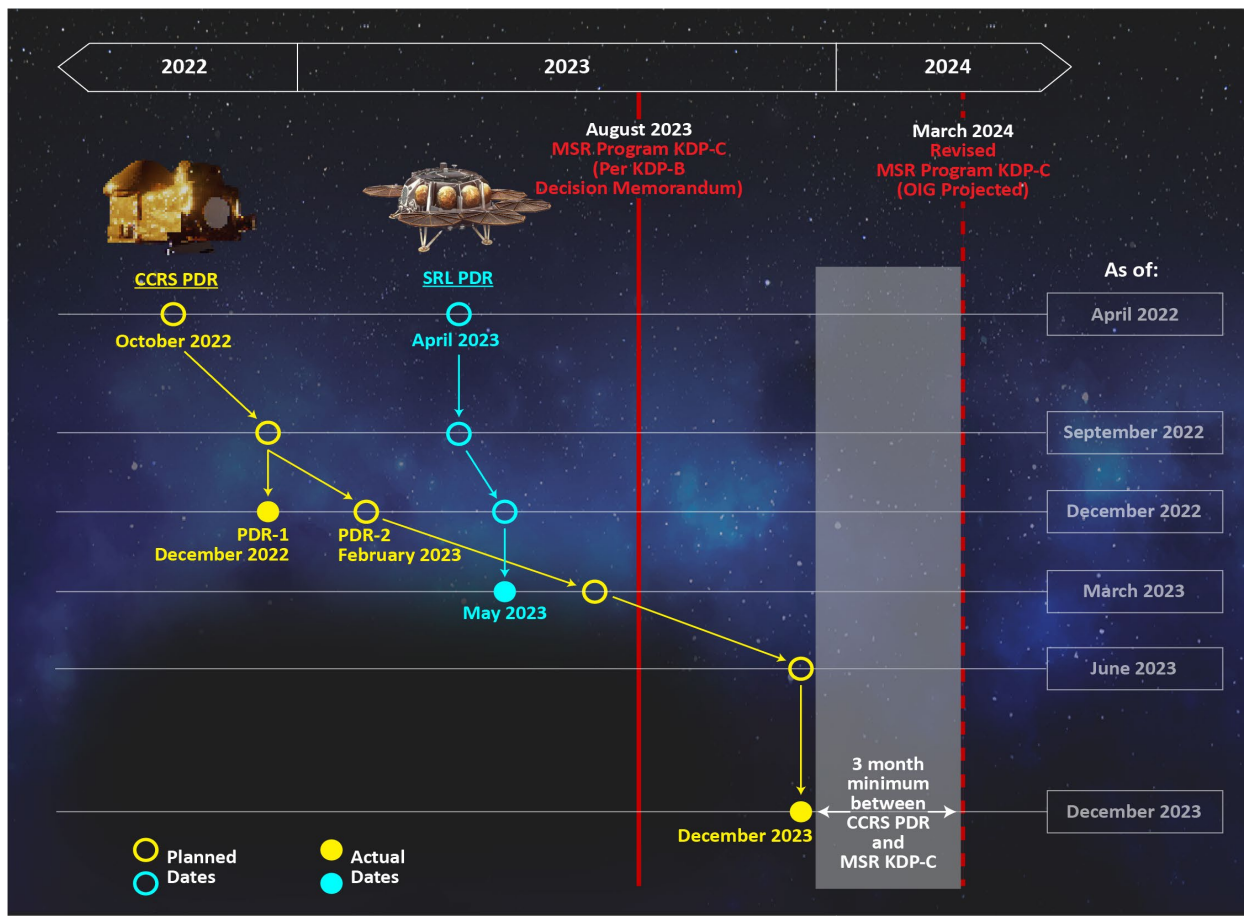 2022
2023
2024
August 2023
MSR Program KDP-C
(Per KDP-B
Decision Memorandum)
March 2024
Revised
MSR Program KDP-C
(OIG Projected)
CCRS PDR
SRL PDR
As of:
October 2022
April 2023
April 2022
September 2022
December 2022
PDR-1
December 2022
PDR-2
February 2023
May 2023
March 2023
June 2023
3 month
minimum
between
CCRS PDR
and
MSR KDP-C
December 2023
December 2023
Planned
Dates
Actual
Dates